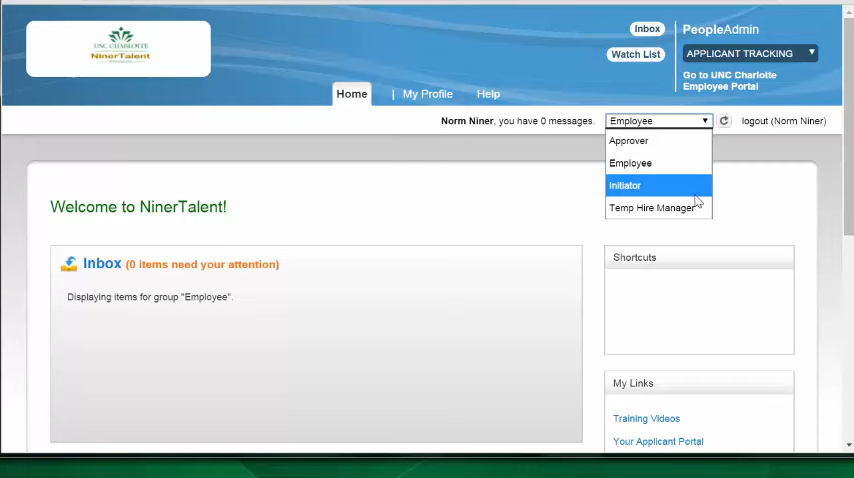 UNC CHARLOTTE
NinerTalent
Inbox
Watch List
PeopleAdmin
APPLICANT TRACKING
Go to UNC Charlotte
Employee Portal
Home | My Profile Help
Norm Niner, you have 0 messages. Employee logout (Norm Niner)
Approver
Employee
Initiator
Temp Hire Manager
Welcome to NinerTalent!
Inbox (0 items need your attention)
Displaying items for group "Employee".
Shortcuts
My Links
Training Videos
Your Applicant Portal